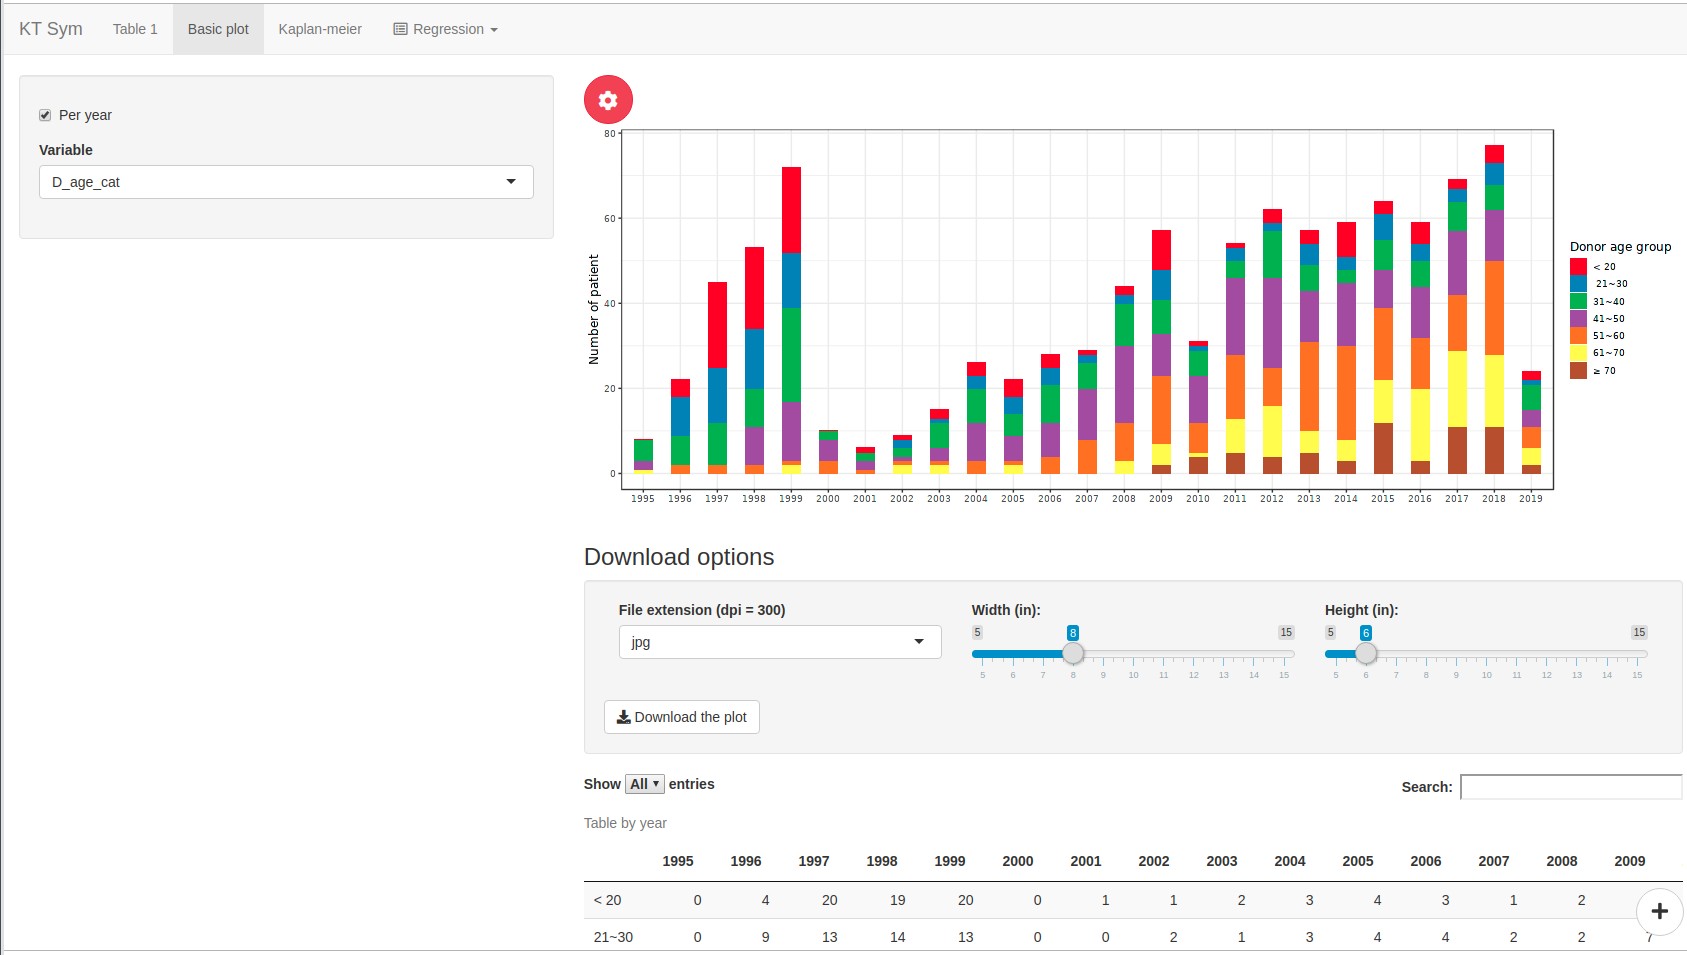 KT Sym Table 1 Basic plot Kaplan-meier Regression
Per year
Variable
D_age_cat
Number of patient
80
60
40
20
0
1995 1996 1997 1998 1999 2000 2001 2002 2003 2004 2005 2006 2007 2008 2009 2010 2011 2012 2013 2014 2015 2016 2017 2018 2019
Donor age group
< 20
21~30
31~40
41~50
51~60
61~70
≥ 70
Download options
File extension (dpi = 300) Width (in): Height (in):
jpg
5 8 15 5 6 15
5 6 7 8 9 10 11 12 13 14 15 5 6 7 8 9 10 11 12 13 14 15
Download the plot
Show All entries Search:
Table by year
1995 1996 1997 1998 1999 2000 2001 2002 2003 2004 2005 2006 2007 2008 2009
< 20 0 4 20 19 20 0 1 1 2 3 4 3 1 2
21~30 0 9 13 14 13 0 0 2 1 3 4 4 2 2 7